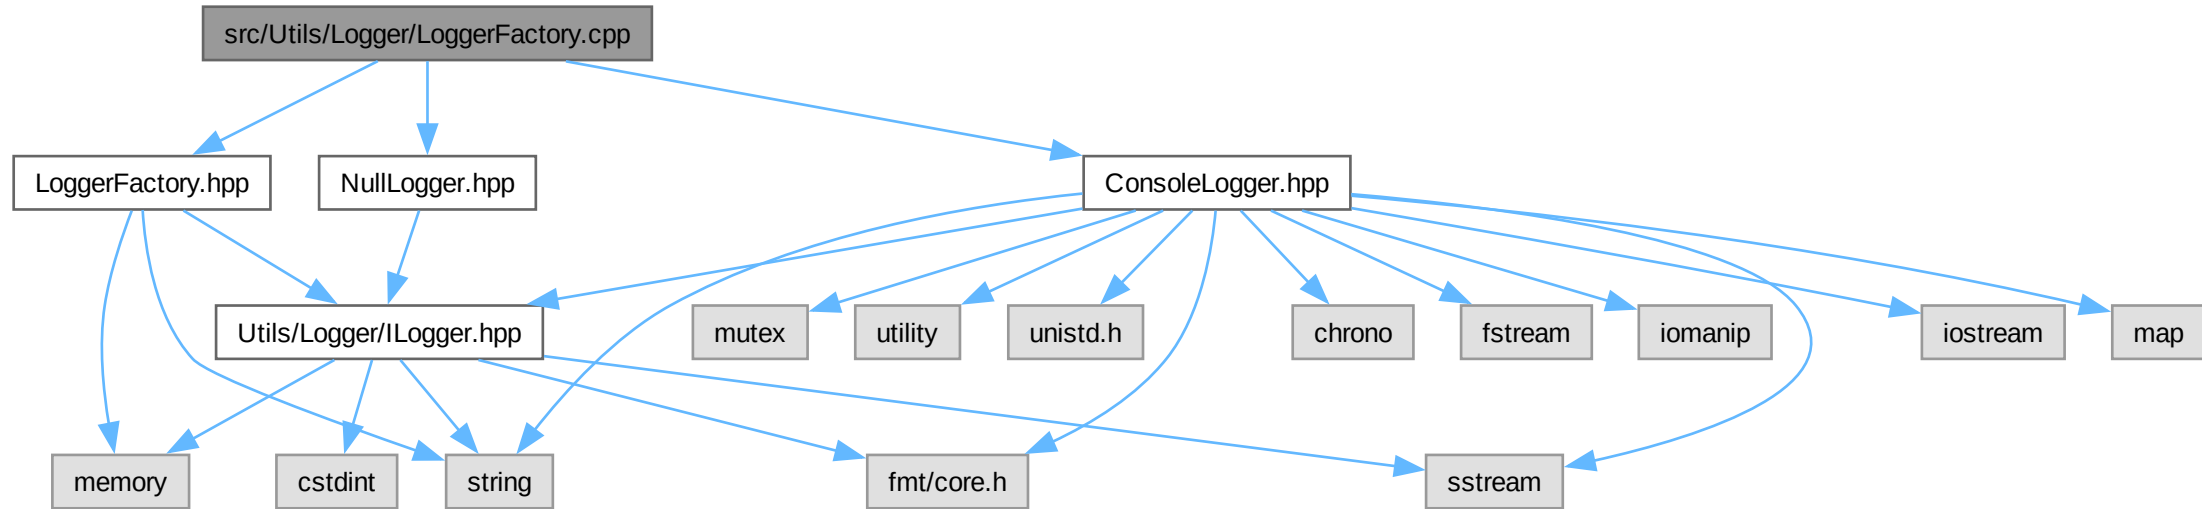 src/Utils/Logger/LoggerFactory.cpp
LoggerFactory.hpp
NullLogger.hpp
ConsoleLogger.hpp
Utils/Logger/ILogger.hpp
mutex
utility
unistd.h
chrono
fstream
iomanip
iostream
map
memory
cstdint
string
fmt/core.h
sstream